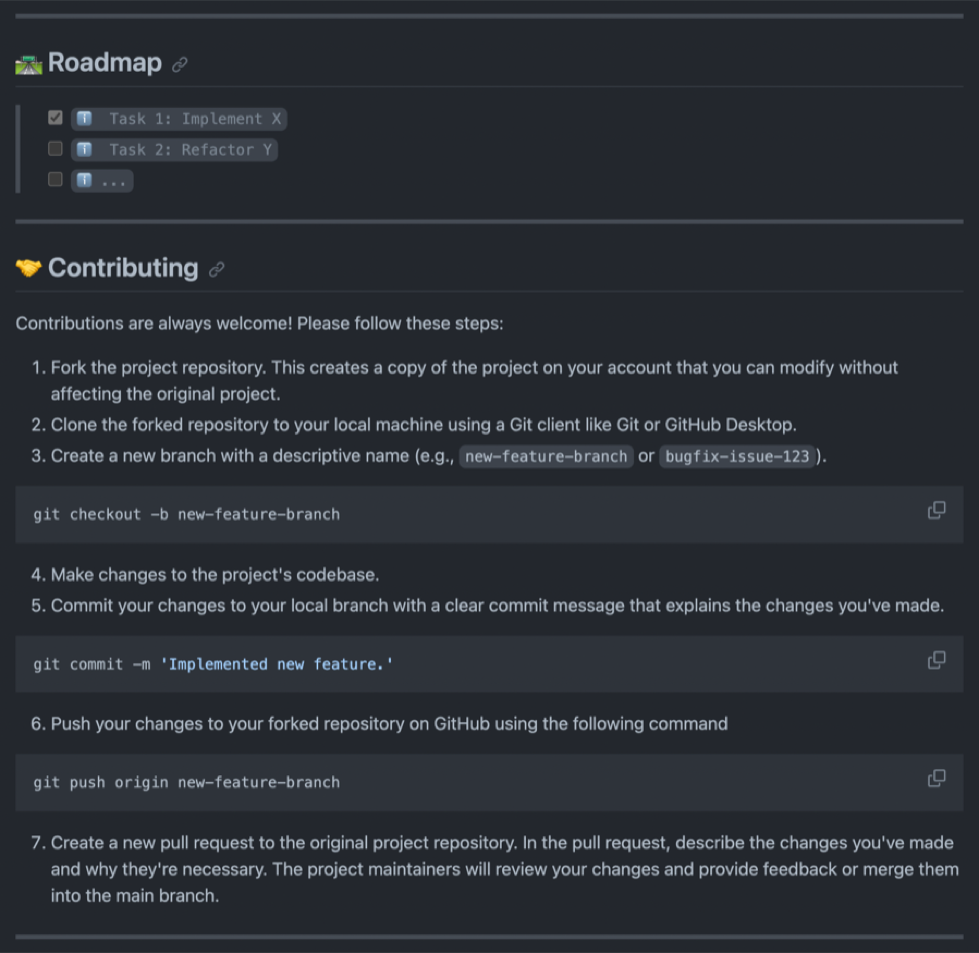 🛣️ Roadmap
ℹ️ Task 1: Implement X
ℹ️ Task 2: Refactor Y
ℹ️ ...
🤝 Contributing
Contributions are always welcome! Please follow these steps:
1. Fork the project repository. This creates a copy of the project on your account that you can modify without
affecting the original project.
2. Clone the forked repository to your local machine using a Git client like Git or GitHub Desktop.
3. Create a new branch with a descriptive name (e.g., new-feature-branch or bugfix-issue-123).
git checkout -b new-feature-branch
4. Make changes to the project's codebase.
5. Commit your changes to your local branch with a clear commit message that explains the changes you've made.
git commit -m 'Implemented new feature.'
6. Push your changes to your forked repository on GitHub using the following command
git push origin new-feature-branch
7. Create a new pull request to the original project repository. In the pull request, describe the changes you've made
and why they're necessary. The project maintainers will review your changes and provide feedback or merge them
into the main branch.